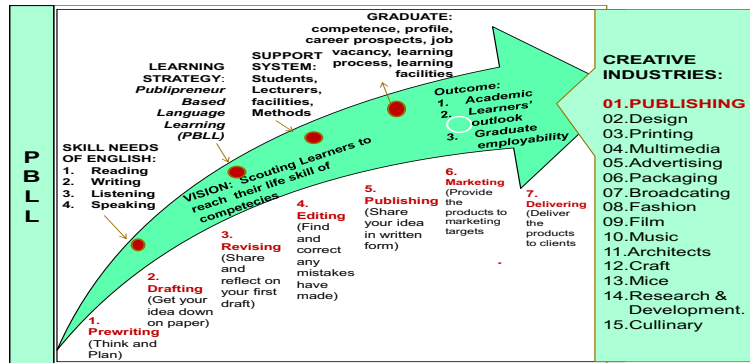 P
B
L
L
GRADUATE:
competence, profile,
career prospects, job
vacancy, learning
process, learning
facilities
SUPPORT
SYSTEM:
Students,
Lecturers,
facilities,
Methods
LEARNING
STRATEGY:
Publipreneur
Based
Language
Learning
(PBLL)
SKILL NEEDS
OF ENGLISH:
1. Reading
2. Writing
3. Listening
4. Speaking
VISION: Scouting Learners to
reach their life skill of
competecies
Outcome:
1. Academic
2. Learners'
outlook
3. Graduate
employability
1.
Prewriting
(Think and
Plan)
2.
Drafting
(Get your
idea down
on paper)
3.
Revising
(Share
and
reflect on
your first
draft)
4.
Editing
(Find
and
correct
any
mistakes
have
made)
5.
Publishing
(Share
your idea
in written
form)
6.
Marketing
(Provide
the
products to
marketing
targets
7.
Delivering
(Deliver
the
products
to clients
CREATIVE
INDUSTRIES:
01.PUBLISHING
02.Design
03.Printing
04.Multimedia
05.Advertising
06.Packaging
07.Broadcating
08.Fashion
09.Film
10.Music
11.Architects
12.Craft
13.Mice
14.Research &
Development.
15.Cullinary